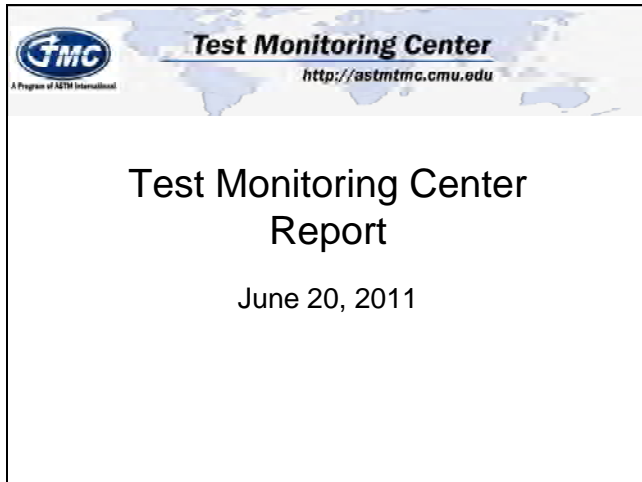 TMC
A Program of ASTM International
Test Monitoring Center
http://astmtmc.cmu.edu
Test Monitoring Center
Report
June 20, 2011